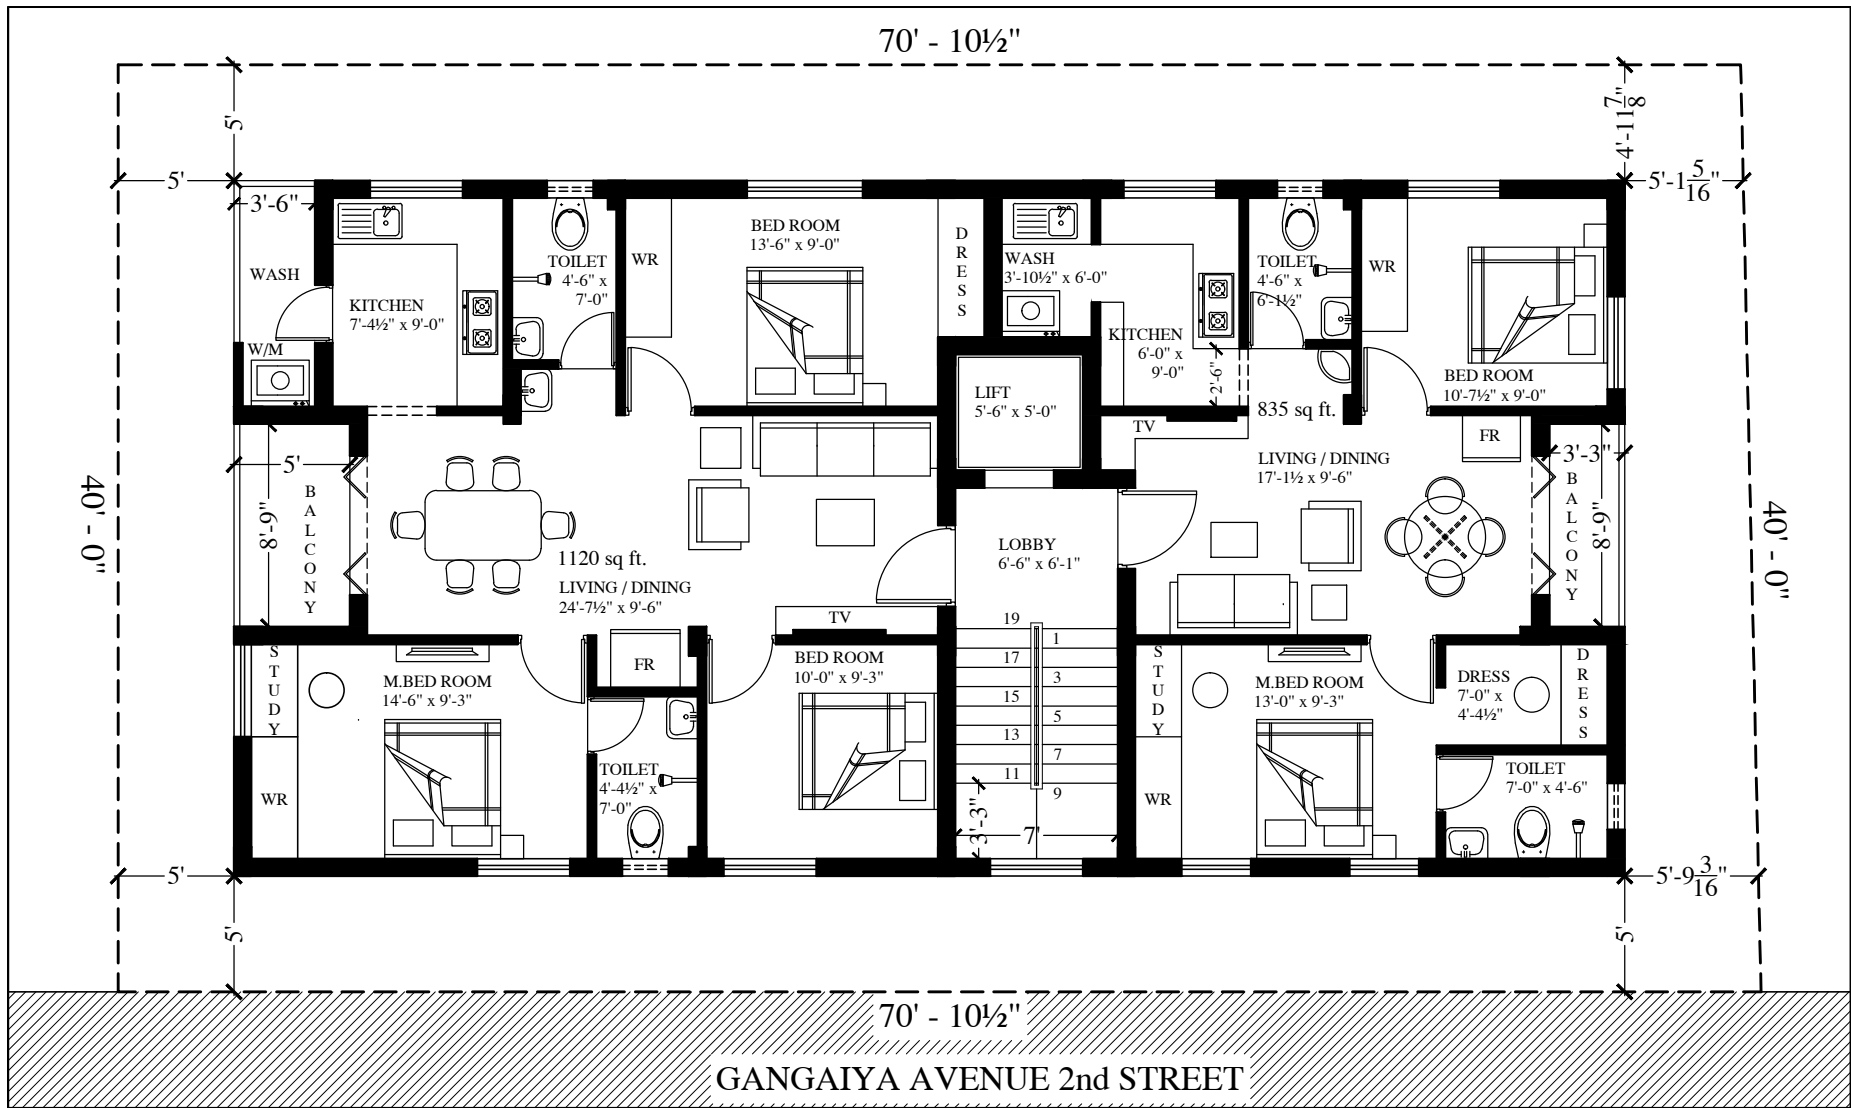 70' - 10½"
5'
4'-11 7/8"
5'
5'-1 5/16"
3'-6"
WASH
KITCHEN
7'-4½" x 9'-0"
TOILET
4'-6" x
7'-0"
WR
BED ROOM
13'-6" x 9'-0"
DRESS
WASH
3'-10½" x 6'-0"
KITCHEN
6'-0" x
9'-0"
2'-6"
TOILET
4'-6" x
6'-1½"
WR
BED ROOM
10'-7½" x 9'-0"
W/M
LIFT
5'-6" x 5'-0"
835 sq ft.
TV
FR
LIVING / DINING
17'-1½ x 9'-6"
3'-3"
BALCONY
8'-9"
40' - 0"
40' - 0"
5'
8'-9"
BALCONY
1120 sq ft.
LIVING / DINING
24'-7½" x 9'-6"
TV
LOBBY
6'-6" x 6'-1"
19
1
17
3
15
5
13
7
11
9
3'-3"
7'
STUDY
M.BED ROOM
14'-6" x 9'-3"
FR
BED ROOM
10'-0" x 9'-3"
WR
TOILET
4'-4½" x
7'-0"
STUDY
M.BED ROOM
13'-0" x 9'-3"
WR
DRESS
7'-0" x
4'-4½"
DRESS
TOILET
7'-0" x 4'-6"
5'
5'-9 3/16"
5'
5'
70' - 10½"
GANGAIYA AVENUE 2nd STREET